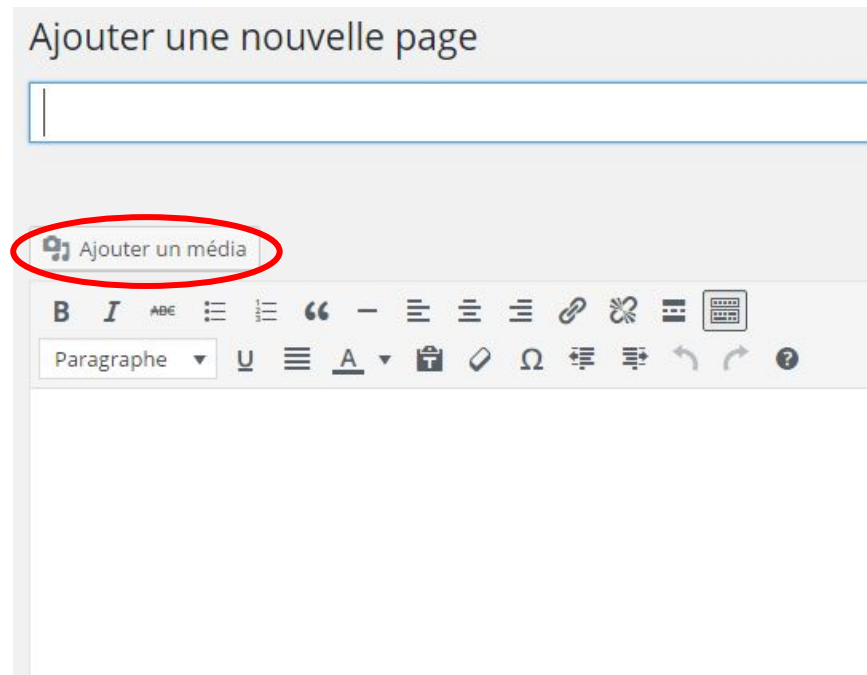 Ajouter une nouvelle page
Ajouter un média
B I ABC
Paragraphe U A T Ω ?